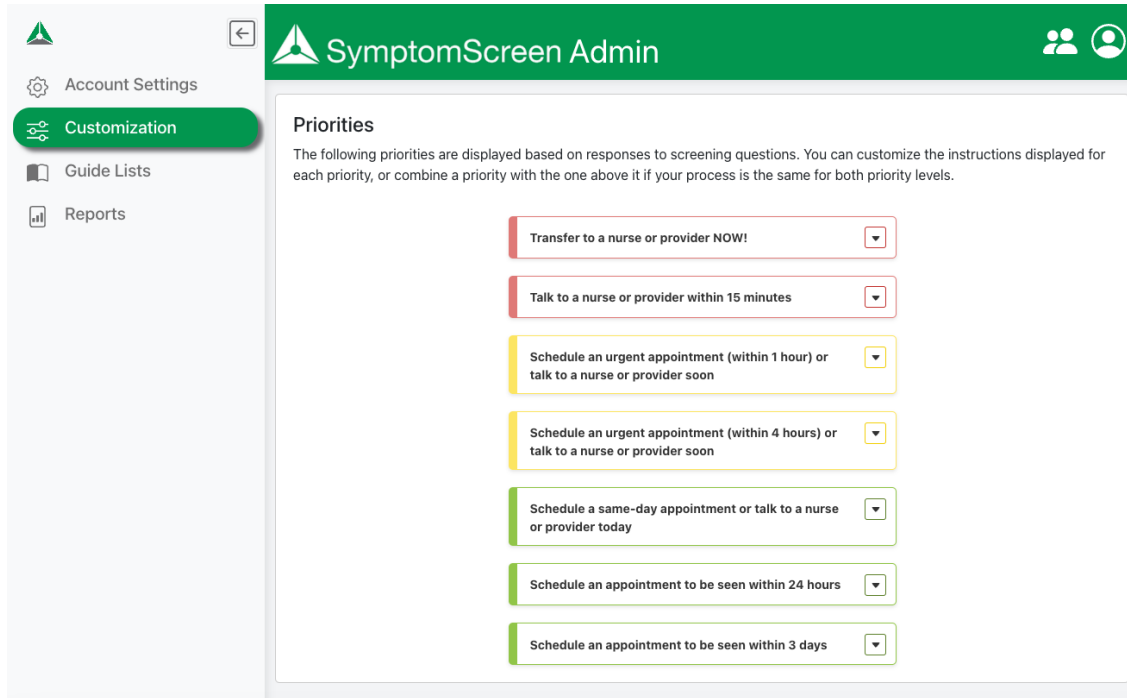 SymptomScreen Admin
Account Settings
Customization
Guide Lists
Reports
Priorities
The following priorities are displayed based on responses to screening questions. You can customize the instructions displayed for
each priority, or combine a priority with the one above it if your process is the same for both priority levels.
Transfer to a nurse or provider NOW!
Talk to a nurse or provider within 15 minutes
Schedule an urgent appointment (within 1 hour) or
talk to a nurse or provider soon
Schedule an urgent appointment (within 4 hours) or
talk to a nurse or provider soon
Schedule a same-day appointment or talk to a nurse
or provider today
Schedule an appointment to be seen within 24 hours
Schedule an appointment to be seen within 3 days